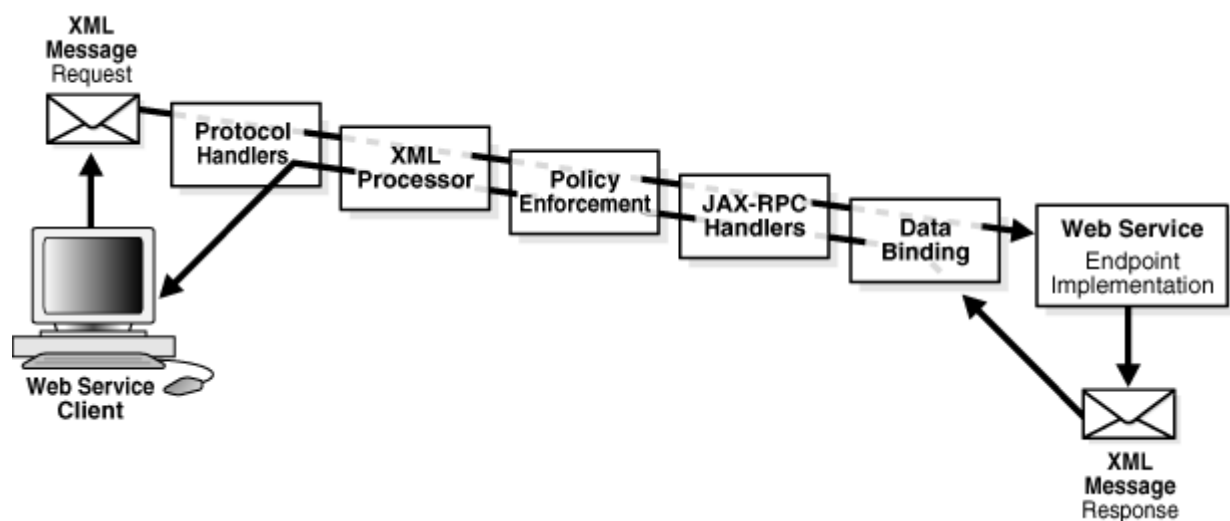 XML
Message
Request
Protocol
Handlers
XML
Processor
Policy
Enforcement
JAX-RPC
Handlers
Data
Binding
Web Service
Endpoint
Implementation
Web Service
Client
XML
Message
Response